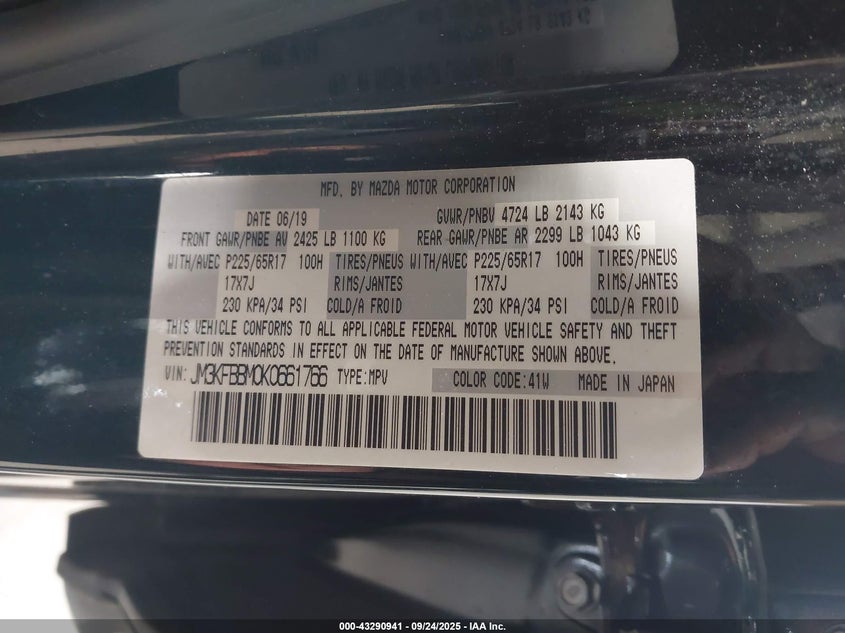 MFD. BY MAZDA MOTOR CORPORATION
DATE 06/19 GVWR/PNBV 4724 LB 2143 KG
FRONT GAWR/PNBE AV 2425 LB 1100 KG REAR GAWR/PNBE AR 2299 LB 1043 KG
WITH/AVEC P225/65R17 100H TIRES/PNEUS WITH/AVEC P225/65R17 100H TIRES/PNEUS
17X7J RIMS/JANTES 17X7J RIMS/JANTES
230 KPA/34 PSI COLD/A FROID 230 KPA/34 PSI COLD/A FROID
THIS VEHICLE CONFORMS TO ALL APPLICABLE FEDERAL MOTOR VEHICLE SAFETY AND THEFT
PREVENTION STANDARDS IN EFFECT ON THE DATE OF MANUFACTURE SHOWN ABOVE.
VIN: JM3KFBBM0K0661766 TYPE:MPV COLOR CODE:41W MADE IN JAPAN
000-43290941 - 09/24/2025 - IAA Inc.